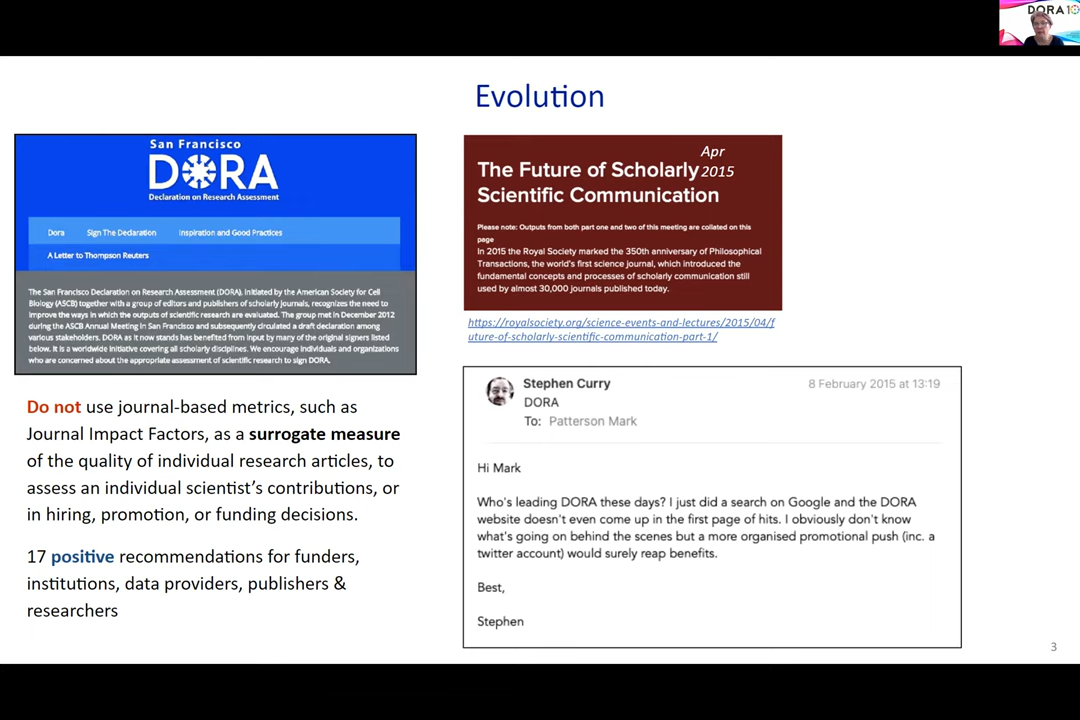 DORA10
Evolution
San Francisco
DORA
Declaration on Research Assessment
Dora Sign The Declaration Inspiration and Good Practices
A Letter to Thompson Reuters
The San Francisco Declaration on Research Assessment (DORA), initiated by the American Society for Cell
Biology (ASCB) together with a group of editors and publishers of scholarly journals, recognizes the need to
improve the ways in which the outputs of scientific research are evaluated. The group met in December 2012
during the ASCB Annual Meeting in San Francisco and subsequently circulated a draft declaration among
various stakeholders. DORA as it now stands has benefited from input by many of the original signers listed
below. It is a worldwide initiative covering all scholarly disciplines. We encourage individuals and organizations
who are concerned about the appropriate assessment of scientific research to sign DORA.
Do not use journal-based metrics, such as
Journal Impact Factors, as a surrogate measure
of the quality of individual research articles, to
assess an individual scientist's contributions, or
in hiring, promotion, or funding decisions.
17 positive recommendations for funders,
institutions, data providers, publishers &
researchers
Apr
2015
The Future of Scholarly
Scientific Communication
Please note: Outputs from both part one and two of this meeting are collated on this
page
In 2015 the Royal Society marked the 350th anniversary of Philosophical
Transactions, the world's first science journal, which introduced the
fundamental concepts and processes of scholarly communication still
used by almost 30,000 journals published today.
https://royalsociety.org/science-events-and-lectures/2015/04/f
uture-of-scholarly-scientific-communication-part-1/
Stephen Curry 8 February 2015 at 13:19
DORA
To: Patterson Mark
Hi Mark
Who's leading DORA these days? I just did a search on Google and the DORA
website doesn't even come up in the first page of hits. I obviously don't know
what's going on behind the scenes but a more organised promotional push (inc. a
twitter account) would surely reap benefits.
Best,
Stephen
3